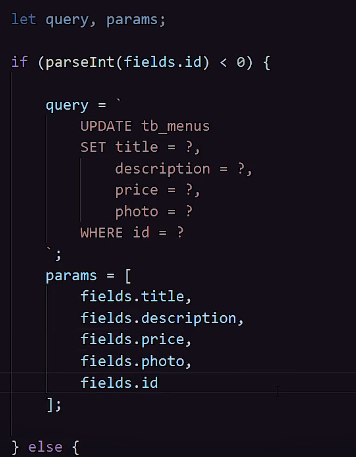 let query, params;
if (parseInt(fields.id) < 0) {
query = `
UPDATE tb_menus
SET title = ?,
description = ?,
price = ?,
photo = ?
WHERE id = ?
`;
params = [
fields.title,
fields.description,
fields.price,
fields.photo,
fields.id
];
} else {